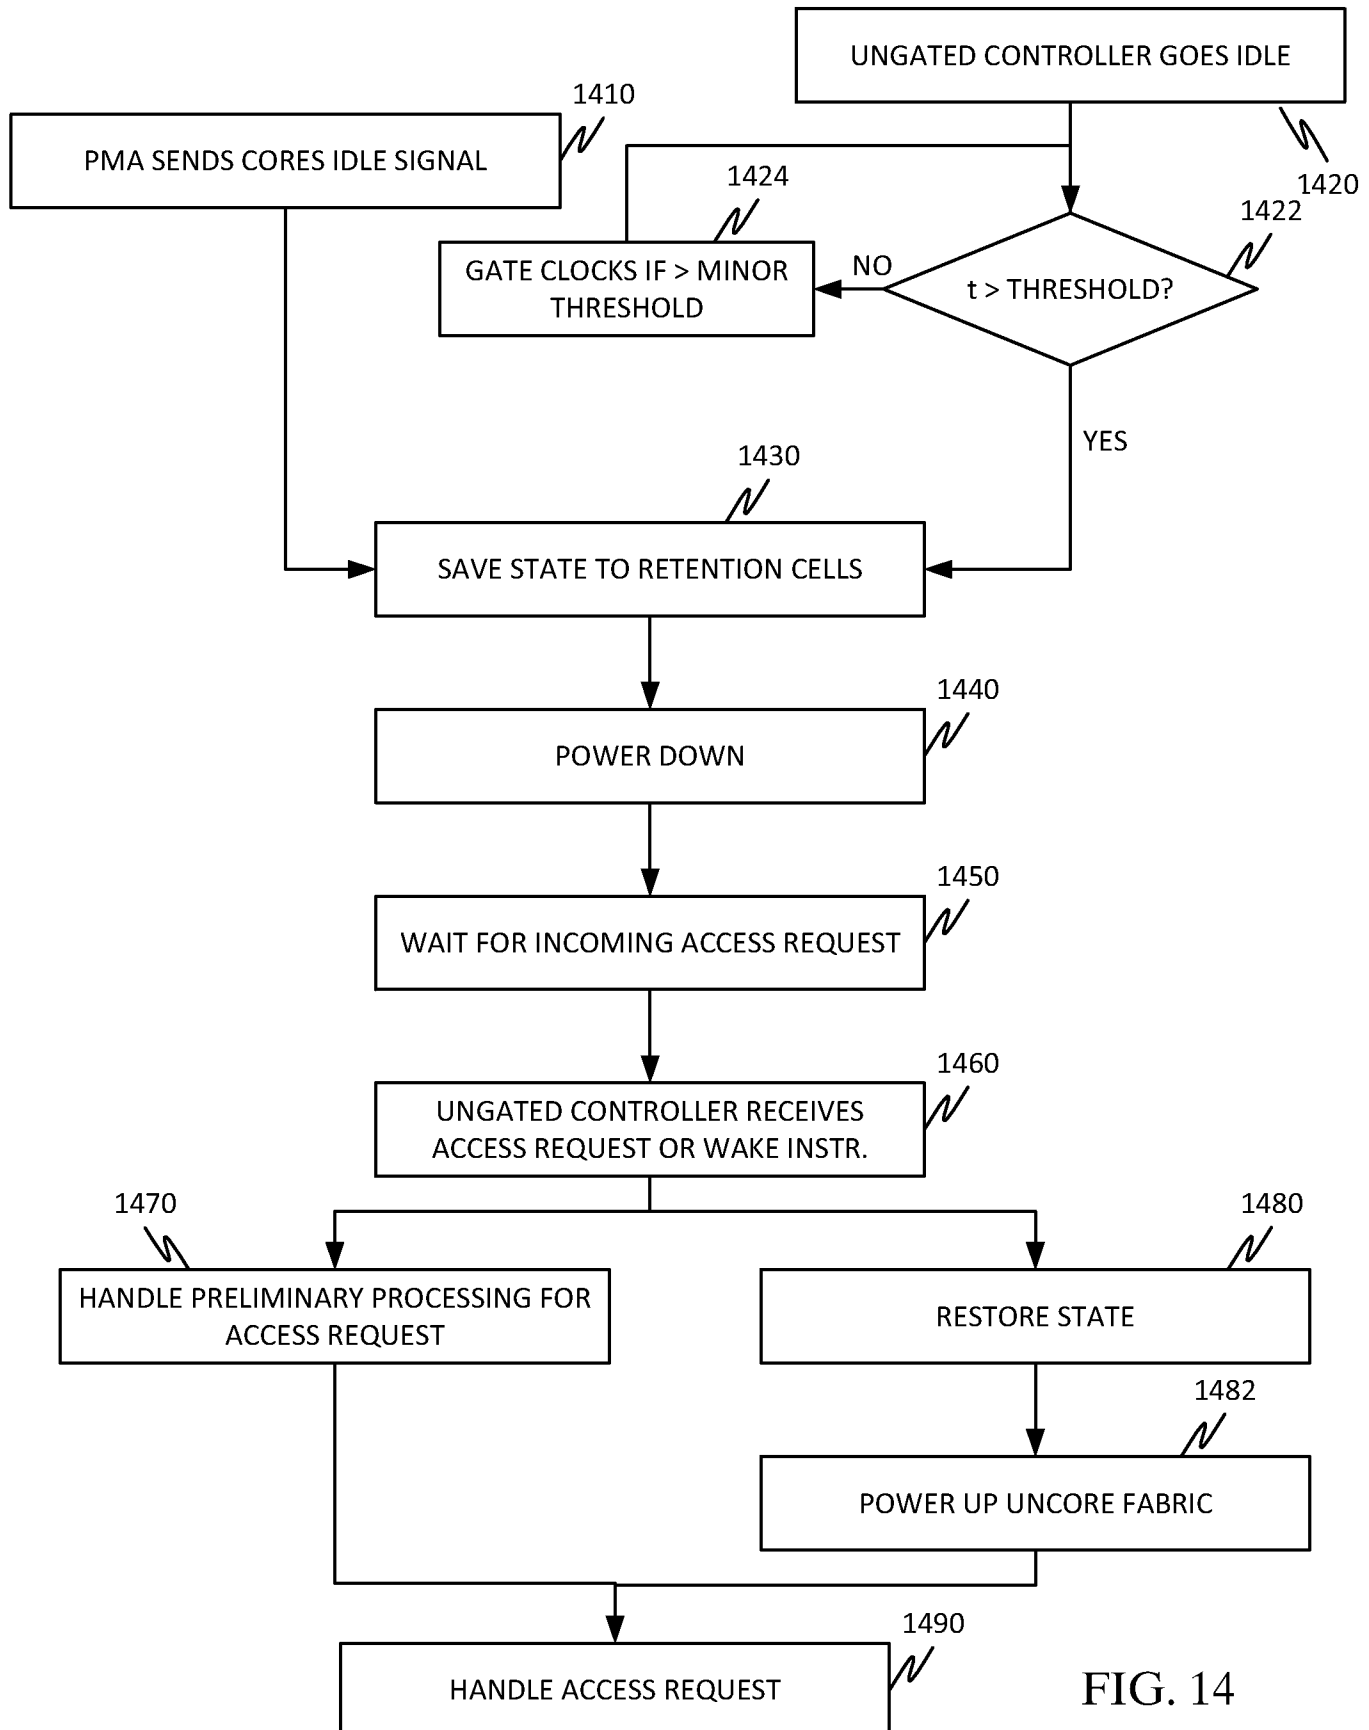 UNGATED CONTROLLER GOES IDLE
1410
PMA SENDS CORES IDLE SIGNAL
1420
1424
1422
GATE CLOCKS IF > MINOR
THRESHOLD
NO
t > THRESHOLD?
YES
1430
SAVE STATE TO RETENTION CELLS
1440
POWER DOWN
1450
WAIT FOR INCOMING ACCESS REQUEST
1460
UNGATED CONTROLLER RECEIVES
ACCESS REQUEST OR WAKE INSTR.
1470
1480
HANDLE PRELIMINARY PROCESSING FOR
ACCESS REQUEST
RESTORE STATE
1482
POWER UP UNCORE FABRIC
1490
HANDLE ACCESS REQUEST
FIG. 14